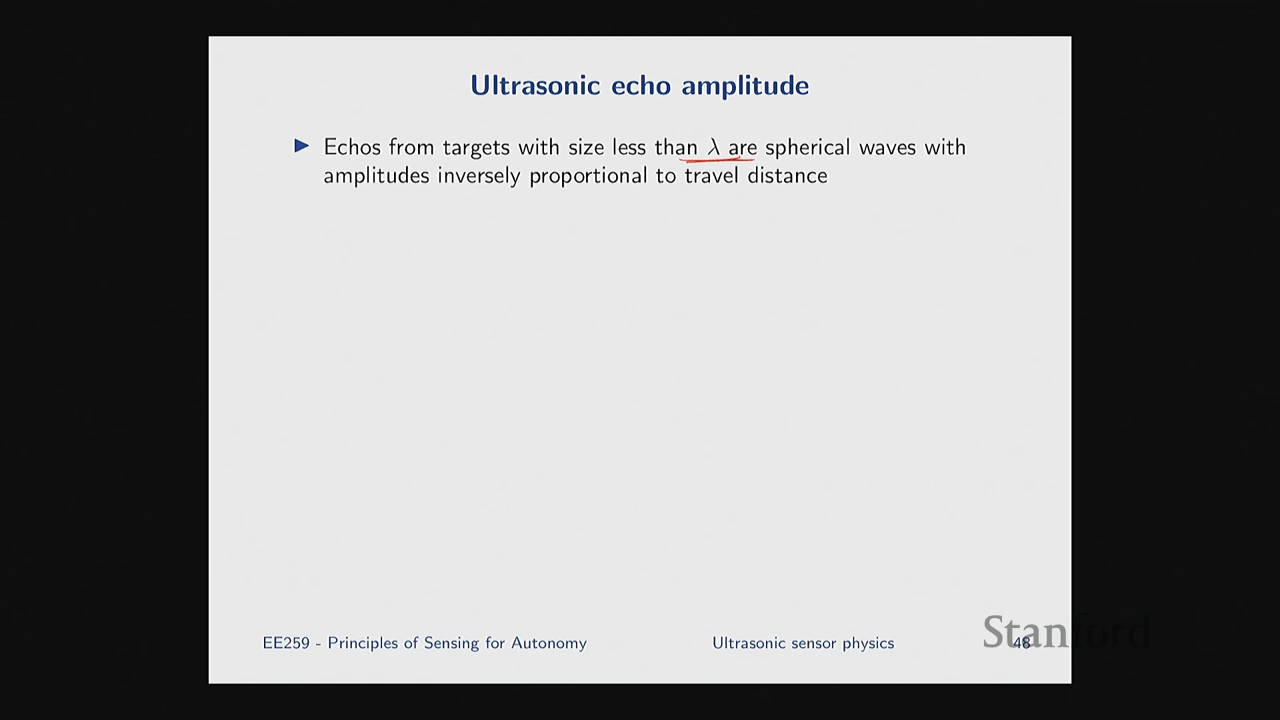 Ultrasonic echo amplitude
Echos from targets with size less than λ are spherical waves with
amplitudes inversely proportional to travel distance
EE259 - Principles of Sensing for Autonomy
Ultrasonic sensor physics
48
Stanford